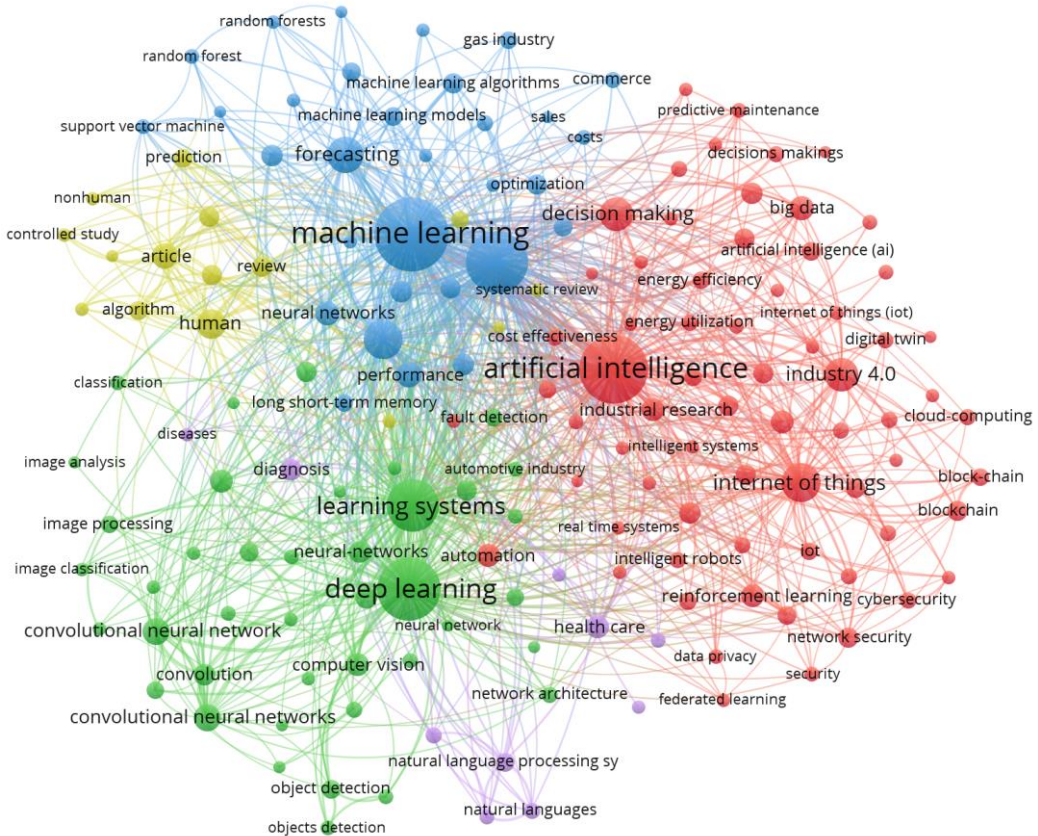 random forests
gas industry
random forest
machine learning algorithms
commerce
predictive maintenance
machine learning models
sales
support vector machine
costs
prediction
forecasting
decisions makings
nonhuman
optimization
big data
decision making
controlled study
machine learning
artificial intelligence (ai)
article
review
energy efficiency
systematic review
algorithm
human
neural networks
energy utilization
internet of things (iot)
cost effectiveness
digital twin
artificial intelligence
classification
performance
industry 4.0
long short-term memory
fault detection
industrial research
cloud-computing
diseases
intelligent systems
image analysis
diagnosis
automotive industry
internet of things
block-chain
learning systems
blockchain
image processing
real time systems
neural-networks
automation
intelligent robots
iot
image classification
deep learning
reinforcement learning
cybersecurity
neural network
health care
convolutional neural network
network security
data privacy
computer vision
convolution
security
network architecture
federated learning
convolutional neural networks
natural language processing sy
object detection
natural languages
objects detection